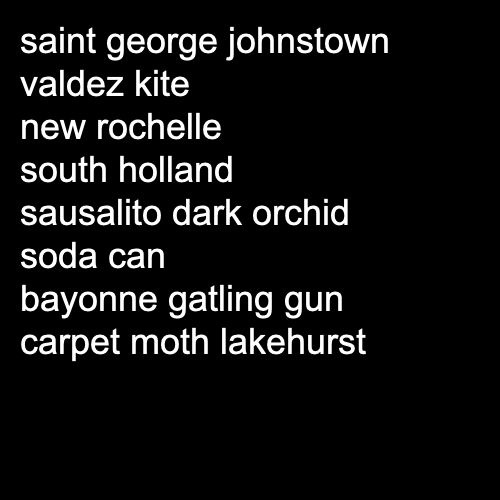 saint george johnstown
valdez kite
new rochelle
south holland
sausalito dark orchid
soda can
bayonne gatling gun
carpet moth lakehurst